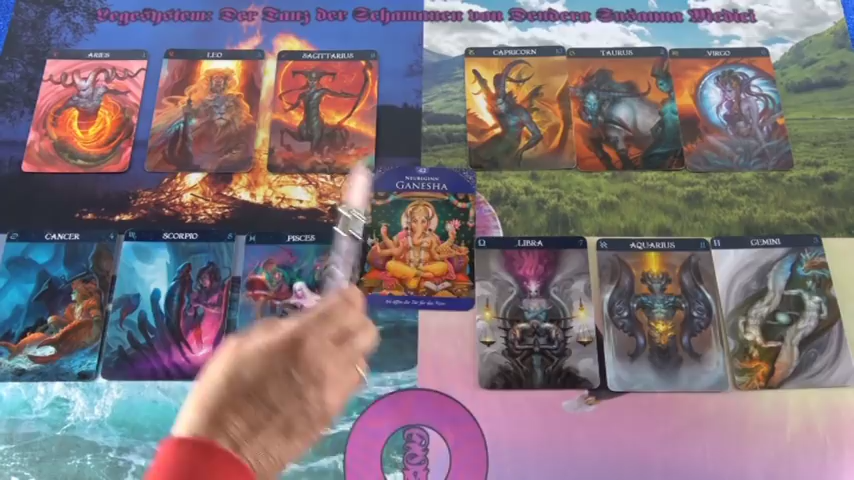 Legesystem: Der Tanz der Schamanen von Dendera Susanna Medici
ARIES
LEO
SAGITTARIUS
CAPRICORN
TAURUS
VIRGO
42
NEUBEGINN
GANESHA
CANCER
SCORPIO
PISCES
LIBRA
AQUARIUS
GEMINI